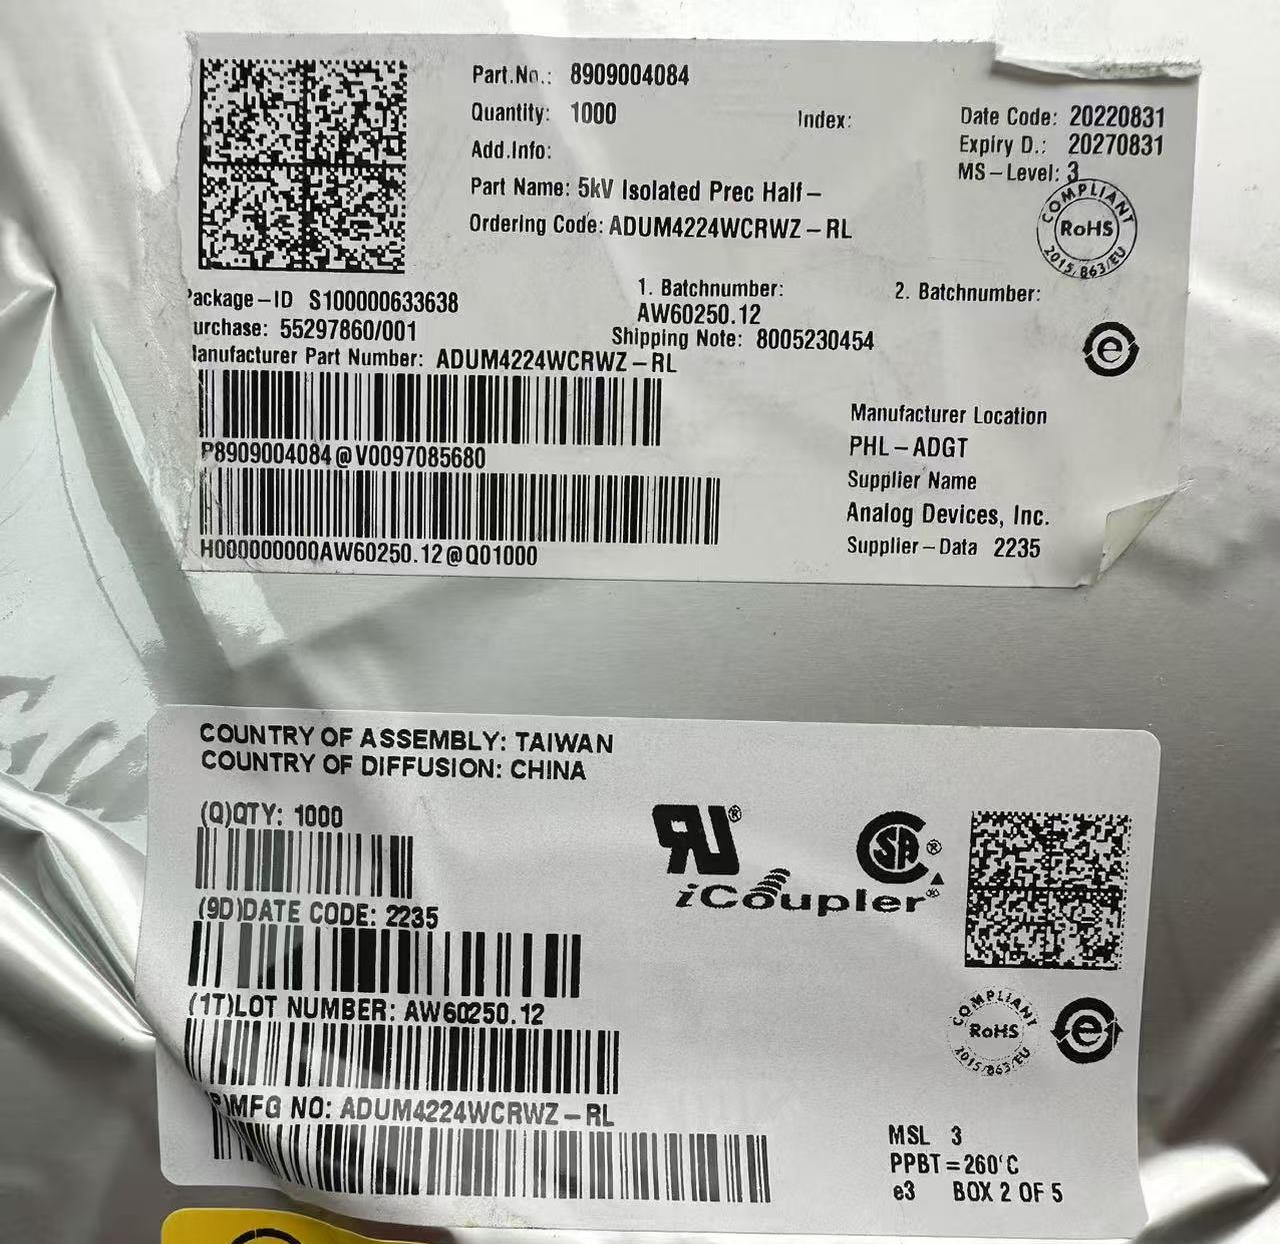 Part.No.: 8909004084
Quantity: 1000
Index:
Date Code: 20220831
Expiry D.: 20270831
Add.Info:
MS-Level: 3
Part Name: 5kV Isolated Prec Half-
Ordering Code: ADUM4224WCRWZ-RL
COMPLIANT
RoHS
2015/863/EU
Package-ID S100000633638
1. Batchnumber:
2. Batchnumber:
AW60250.12
urchase: 55297860/001
Shipping Note: 8005230454
e
anufacturer Part Number: ADUM4224WCRWZ-RL
Manufacturer Location
PHL-ADGT
P8909004084@V0097085680
Supplier Name
Analog Devices, Inc.
Supplier-Data 2235
H000000000AW60250.12@Q01000
COUNTRY OF ASSEMBLY: TAIWAN
COUNTRY OF DIFFUSION: CHINA
(Q)QTY: 1000
RU®
SA®
iCoupler®
(9D)DATE CODE: 2235
(1T)LOT NUMBER: AW60250.12
COMPLIANT
RoHS
2015/863/EU
e
P)MFG NO: ADUM4224WCRWZ-RL
MSL 3
PPBT=260'C
e3 BOX 2 OF 5